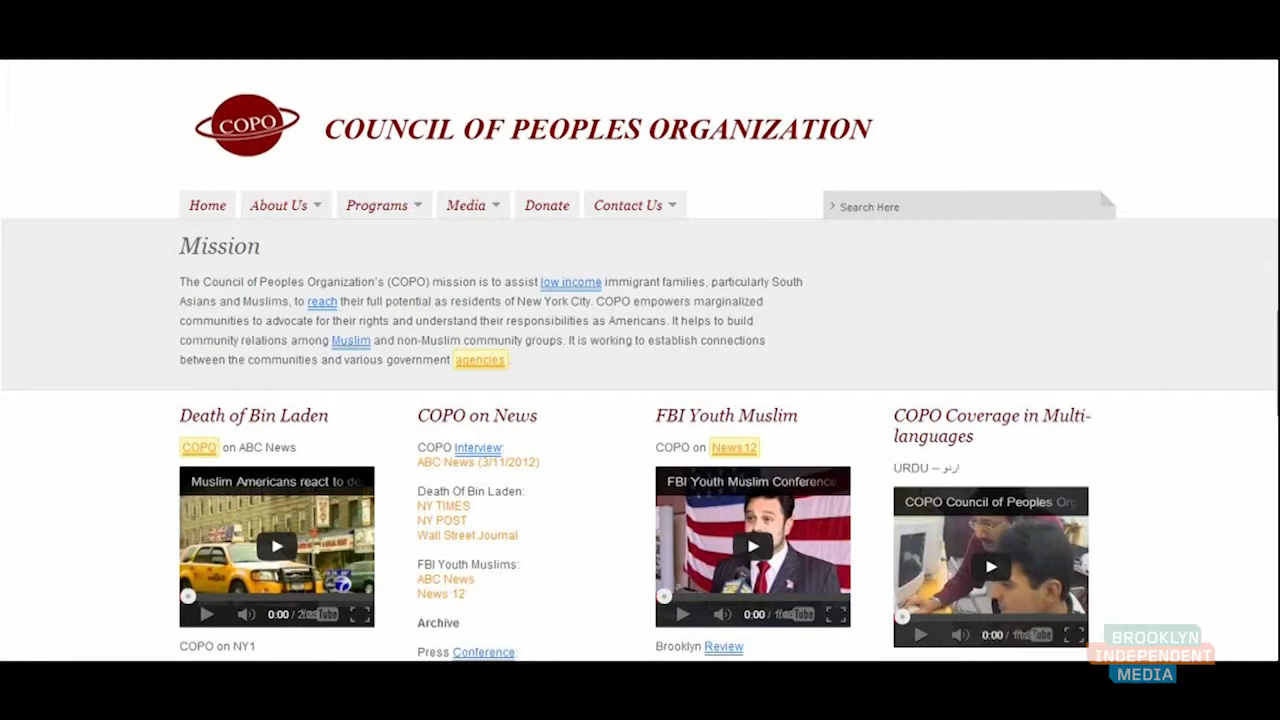 COPO
COUNCIL OF PEOPLES ORGANIZATION
Home
About Us
Programs
Media
Donate
Contact Us
Search Here
Mission
The Council of Peoples Organization's (COPO) mission is to assist low income immigrant families, particularly South
Asians and Muslims, to reach their full potential as residents of New York City. COPO empowers marginalized
communities to advocate for their rights and understand their responsibilities as Americans. It helps to build
community relations among Muslim and non-Muslim community groups. It is working to establish connections
between the communities and various government agencies.
Death of Bin Laden
COPO on ABC News
Muslim Americans react to de
0:00
COPO on NY1
COPO on News
COPO Interview:
ABC News (3/11/2012)
Death Of Bin Laden:
NY TIMES
NY POST
Wall Street Journal
FBI Youth Muslims:
ABC News
News 12
Archive
Press Conference:
FBI Youth Muslim
COPO on News12
FBI Youth Muslim Conference
0:00
Brooklyn Review
COPO Coverage in Multi-
languages
URDU -- اردو
COPO Council of Peoples Or
0:00
BROOKLYN
INDEPENDENT
MEDIA